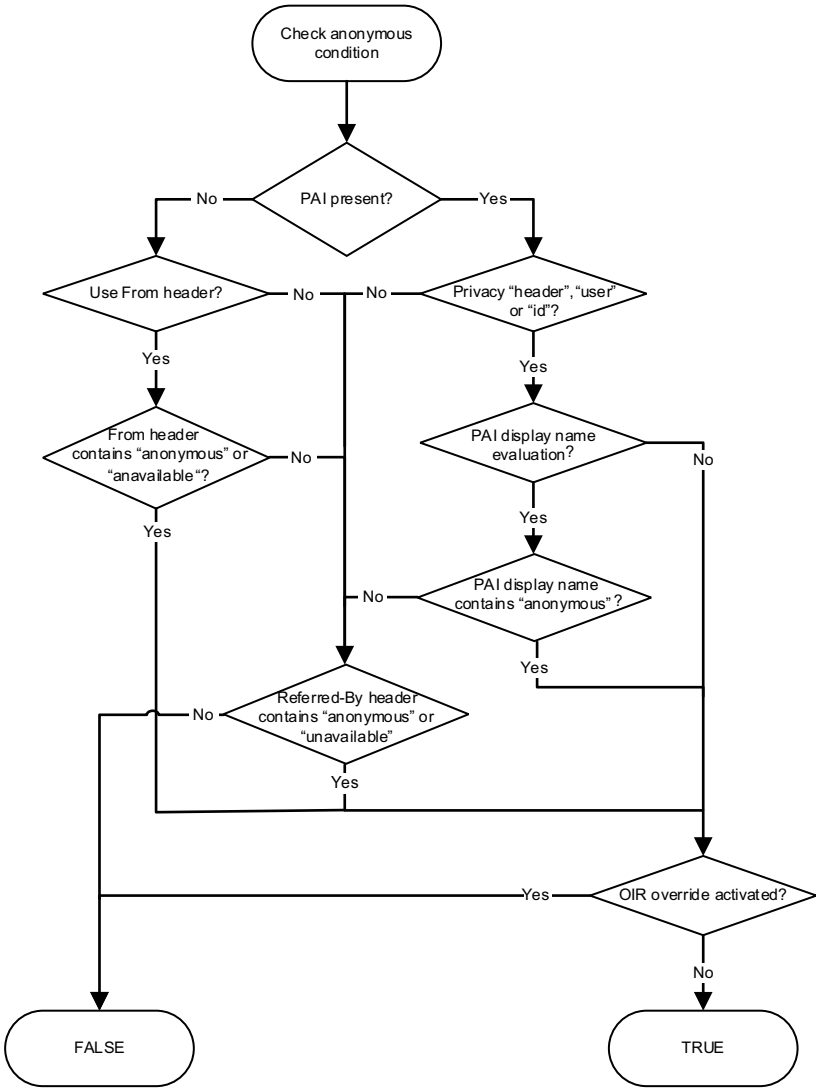 Check anonymous
condition
PAI present?
No
Yes
Use From header?
No
No
Privacy “header”, “user”
or “id”?
Yes
Yes
From header
contains “anonymous” or
“anavailable“?
No
PAI display name
evaluation?
No
Yes
Yes
PAI display name
contains “anonymous” ?
No
Yes
Referred-By header
contains “anonymous” or
“unavailable”
No
Yes
OIR override activated?
Yes
No
FALSE
TRUE